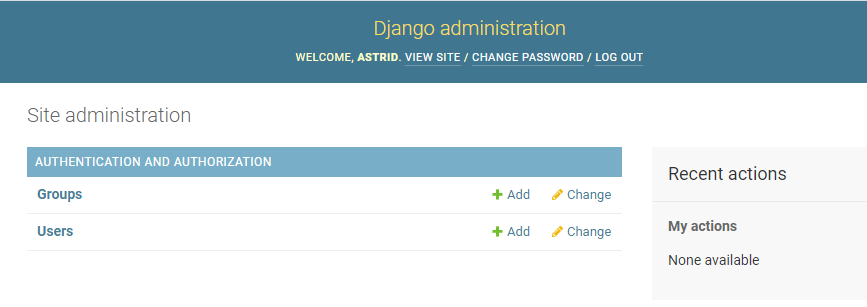 Django administration
WELCOME, ASTRID. VIEW SITE / CHANGE PASSWORD / LOG OUT
Site administration
AUTHENTICATION AND AUTHORIZATION
Groups Add Change
Users Add Change
Recent actions
My actions
None available